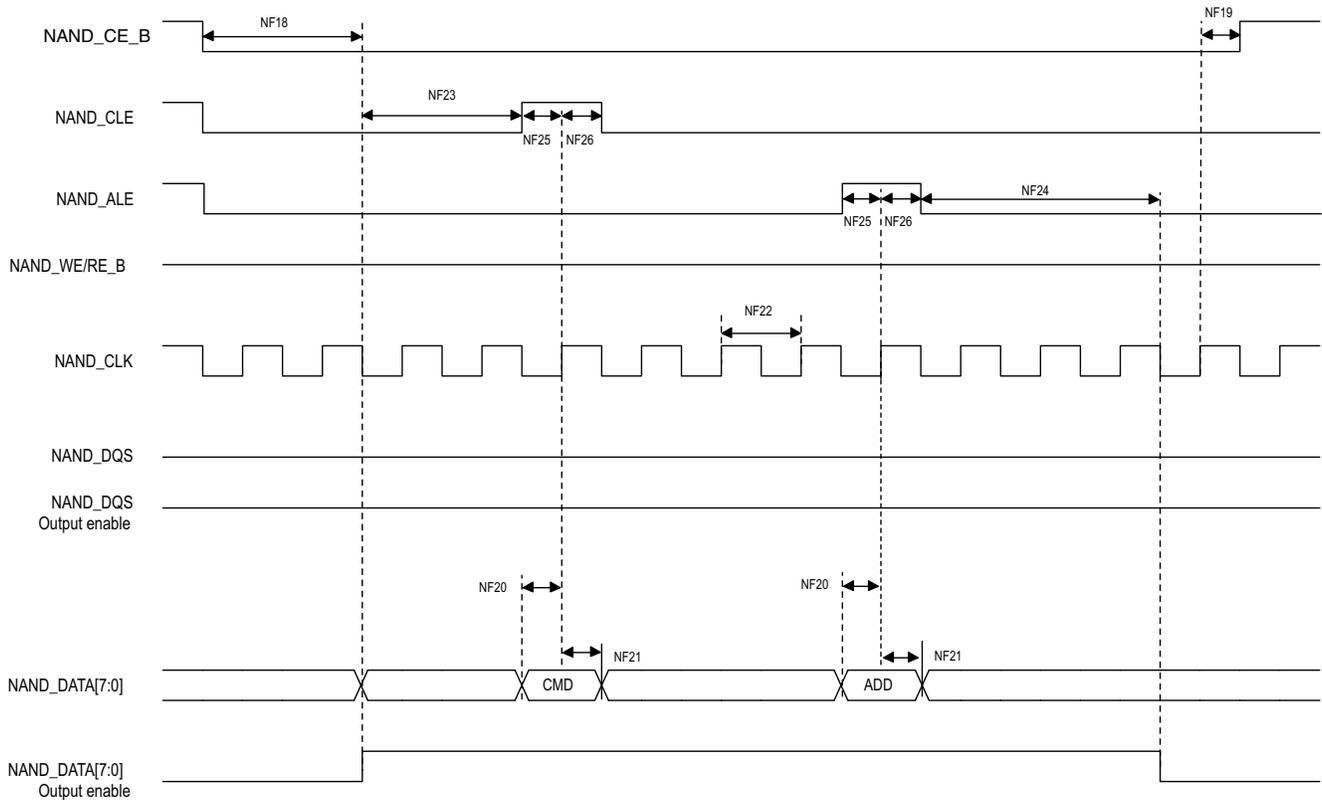 NF18
NF19
NAND_CE_B
NF23
NAND_CLE
NF25 NF26
NAND_ALE
NF24
NF25 NF26
NAND_WE/RE_B
NF22
NAND_CLK
NAND_DQS
NAND_DQS
Output enable
NF20
NF20
NF21
NF21
NAND_DATA[7:0]
CMD
ADD
NAND_DATA[7:0]
Output enable